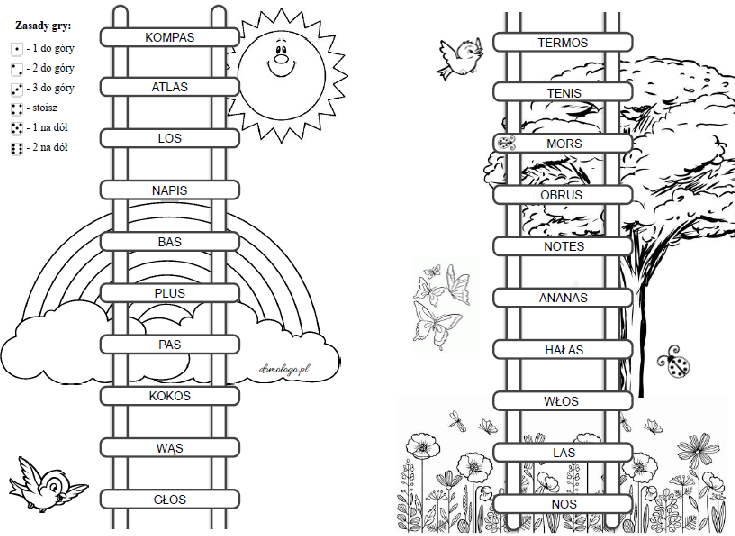 Zasady gry:
- 1 do góry
- 2 do góry
- 3 do góry
- stoisz
- 1 na dół
- 2 na dół
KOMPAS
ATLAS
LOS
NAPIS
BAS
PLUS
PAS
domologo.pl
KOKOS
WĄS
GŁOS
TERMOS
TENIS
MORS
OBRUS
NOTES
ANANAS
HAŁAS
WŁOS
LAS
NOS